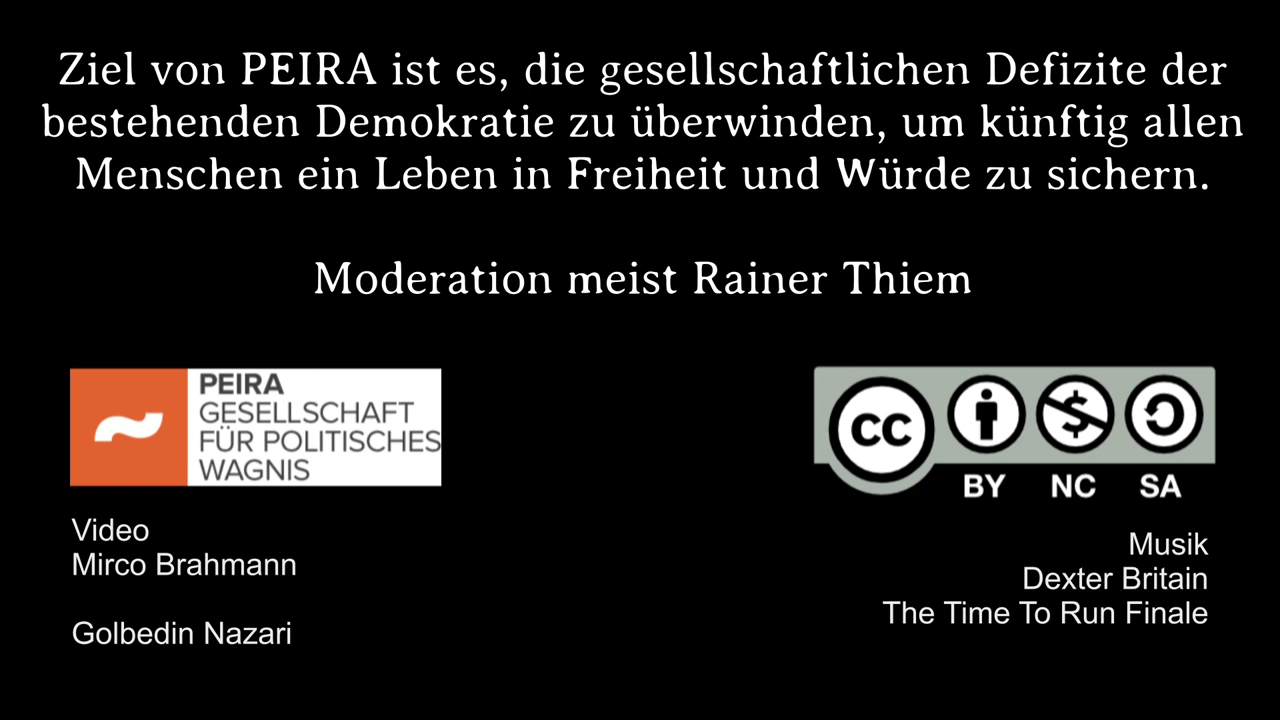 Ziel von PEIRA ist es, die gesellschaftlichen Defizite der
bestehenden Demokratie zu überwinden, um künftig allen
Menschen ein Leben in Freiheit und Würde zu sichern.
Moderation meist Rainer Thiem
PEIRA
GESELLSCHAFT
FÜR POLITISCHES
WAGNIS
Video
Mirco Brahmann
Golbedin Nazari
cc
BY NC SA
Musik
Dexter Britain
The Time To Run Finale